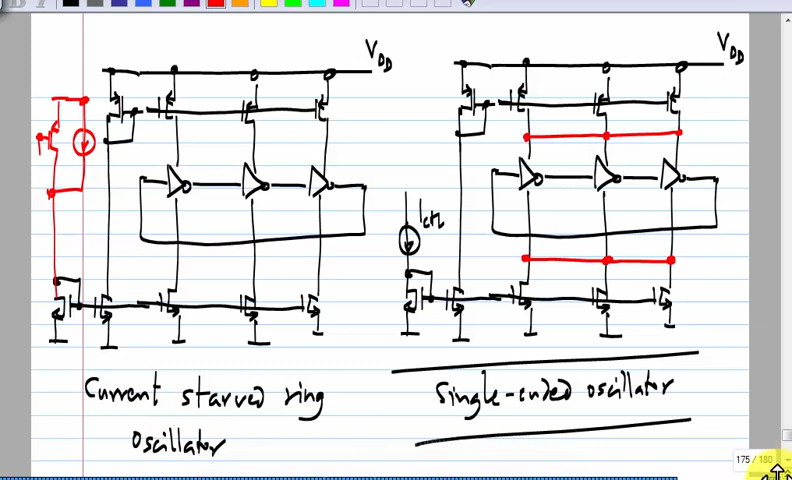 VDD
VDD
Ictl
Current starved ring
Oscillator
Single-ended oscillator
175 / 180